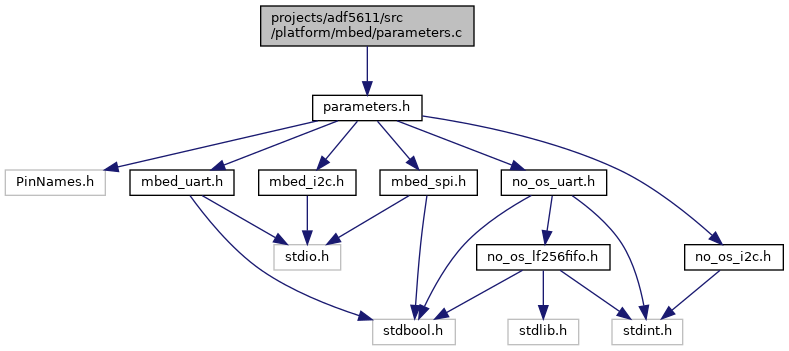 projects/adf5611/src
/platform/mbed/parameters.c
parameters.h
PinNames.h
mbed_uart.h
mbed_i2c.h
mbed_spi.h
no_os_uart.h
stdio.h
no_os_lf256fifo.h
no_os_i2c.h
stdbool.h
stdlib.h
stdint.h